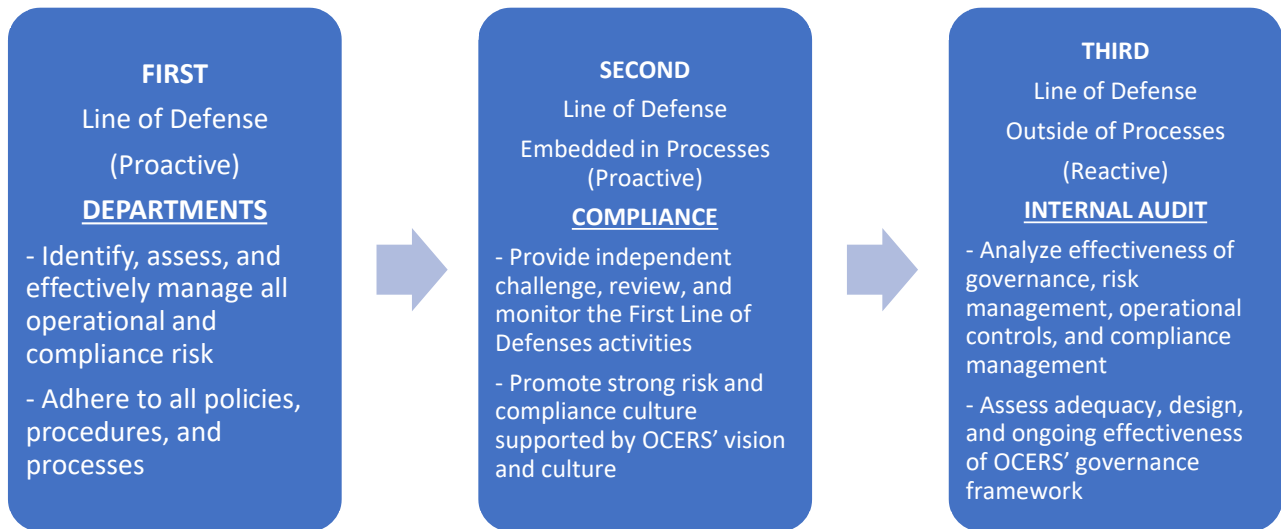 FIRST
Line of Defense
(Proactive)
DEPARTMENTS
- Identify, assess, and
effectively manage all
operational and
compliance risk
- Adhere to all policies,
procedures, and
processes
SECOND
Line of Defense
Embedded in Processes
(Proactive)
COMPLIANCE
- Provide independent
challenge, review, and
monitor the First Line of
Defenses activities
- Promote strong risk and
compliance culture
supported by OCERS’ vision
and culture
THIRD
Line of Defense
Outside of Processes
(Reactive)
INTERNAL AUDIT
- Analyze effectiveness of
governance, risk
management, operational
controls, and compliance
management
- Assess adequacy, design,
and ongoing effectiveness
of OCERS’ governance
framework